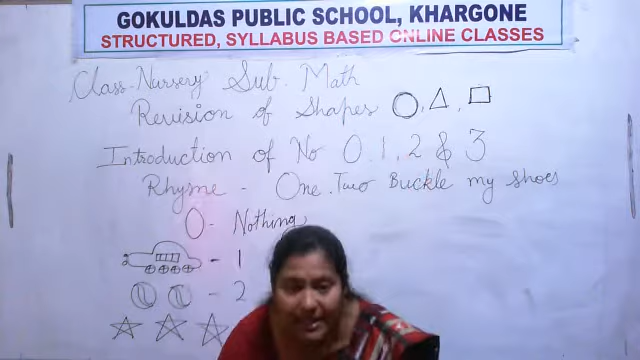 GOKULDAS PUBLIC SCHOOL, KHARGONE
STRUCTURED, SYLLABUS BASED ONLINE CLASSES
Class-Nursery Sub. Math
Revision of Shapes
Introduction of No 0, 1, 2 & 3
Rhyme - One, Two Buckle my shoes
0 - Nothing
- 1
- 2